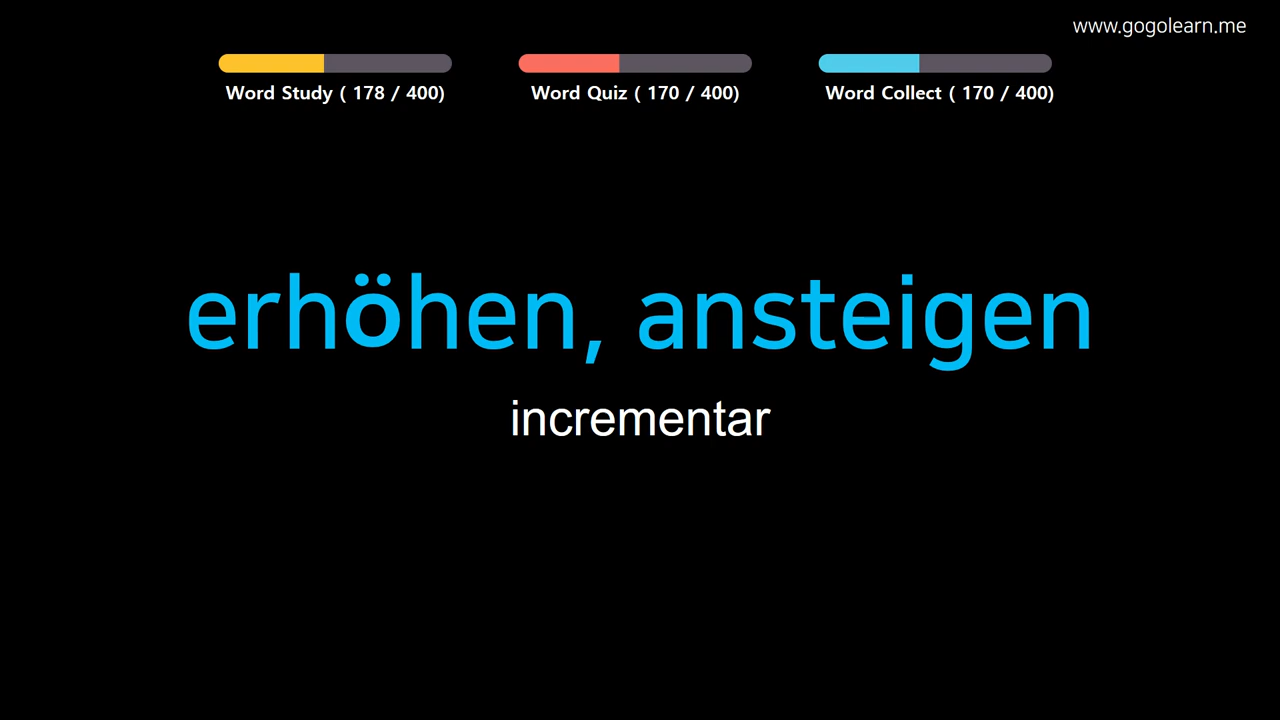 www.gogolearn.me
Word Study ( 178 / 400)
Word Quiz ( 170 / 400)
Word Collect ( 170 / 400)
erhöhen, ansteigen
incrementar